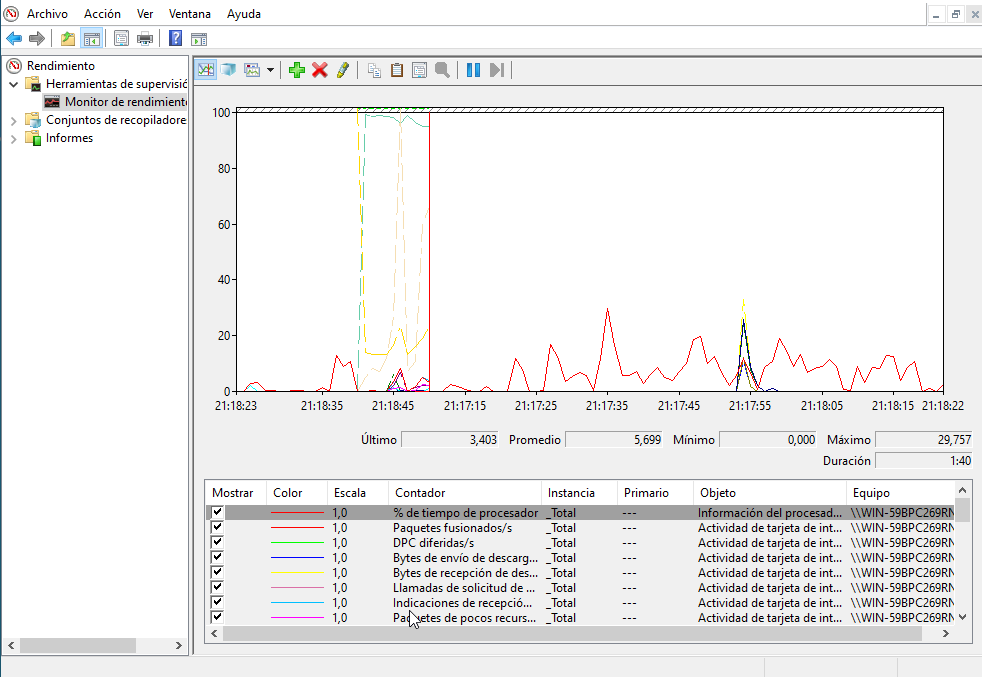 Archivo Acción Ver Ventana Ayuda
Rendimiento
Herramientas de supervisió
Monitor de rendimiento
Conjuntos de recopiladore
Informes
100
80
60
40
20
0
21:18:23 21:18:35 21:18:45 21:17:15 21:17:25 21:17:35 21:17:45 21:17:55 21:18:05 21:18:15 21:18:22
Último 3,403 Promedio 5,699 Mínimo 0,000 Máximo 29,757
Duración 1:40
Mostrar Color Escala Contador Instancia Primario Objeto Equipo
1,0 % de tiempo de procesador _Total --- Información del procesad... \\WIN-59BPC269RN
1,0 Paquetes fusionados/s _Total --- Actividad de tarjeta de int... \\WIN-59BPC269RN
1,0 DPC diferidas/s _Total --- Actividad de tarjeta de int... \\WIN-59BPC269RN
1,0 Bytes de envío de descarg... _Total --- Actividad de tarjeta de int... \\WIN-59BPC269RN
1,0 Bytes de recepción de des... _Total --- Actividad de tarjeta de int... \\WIN-59BPC269RN
1,0 Llamadas de solicitud de ... _Total --- Actividad de tarjeta de int... \\WIN-59BPC269RN
1,0 Indicaciones de recepció... _Total --- Actividad de tarjeta de int... \\WIN-59BPC269RN
1,0 Paquetes de pocos recurs... _Total --- Actividad de tarjeta de int... \\WIN-59BPC269RN